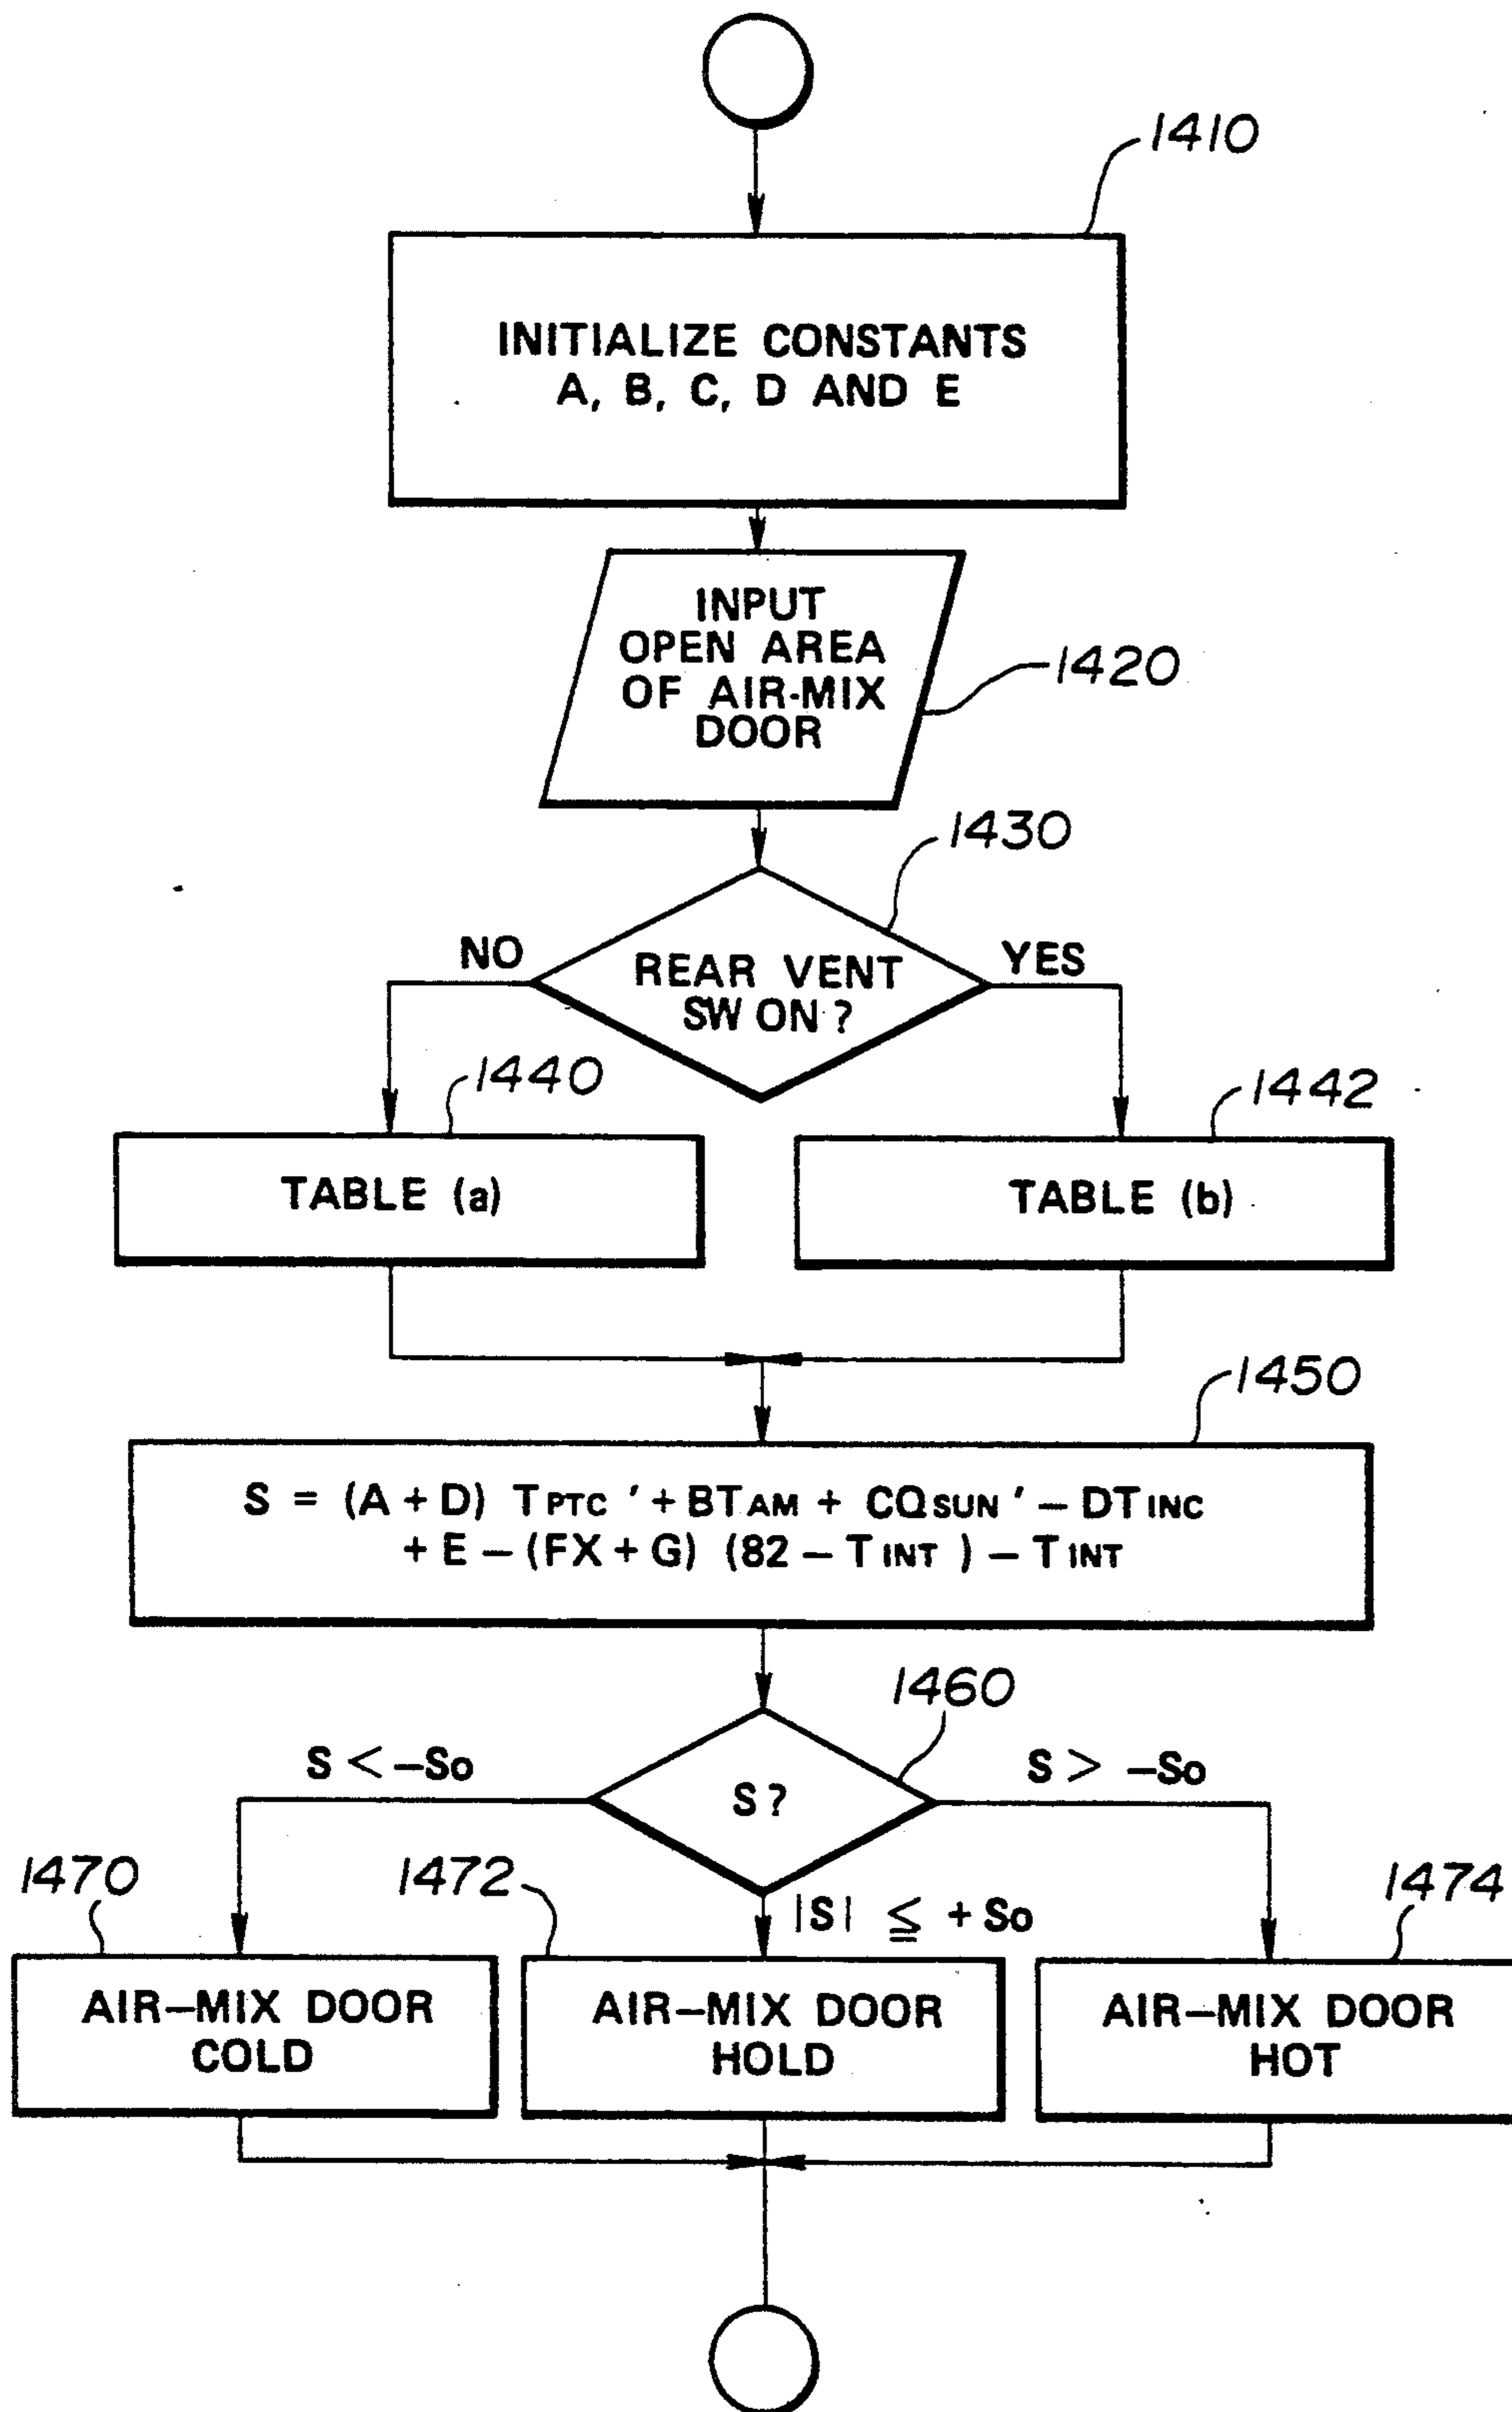 1410
INITIALIZE CONSTANTS
A, B, C, D AND E
INPUT
OPEN AREA
OF AIR-MIX
DOOR
1420
1430
NO
REAR VENT
SW ON ?
YES
1440
1442
TABLE (a)
TABLE (b)
1450
S = (A + D) TPTC ′ + BTAM + CQSUN ′ – DTINC
+ E – (FX + G) (82 – TINT ) – TINT
1460
S < –So
S ?
S > –So
1470
1472
|S| ≦ + So
1474
AIR–MIX DOOR
COLD
AIR–MIX DOOR
HOLD
AIR–MIX DOOR
HOT